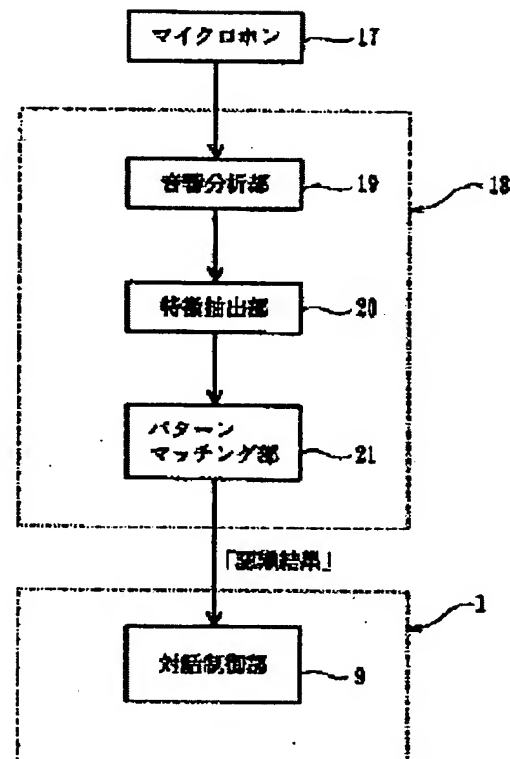 マイクロホン
17
18
音響分析部
19
特徴抽出部
20
パターン
マッチング部
21
「認識結果」
1
対話制御部
9